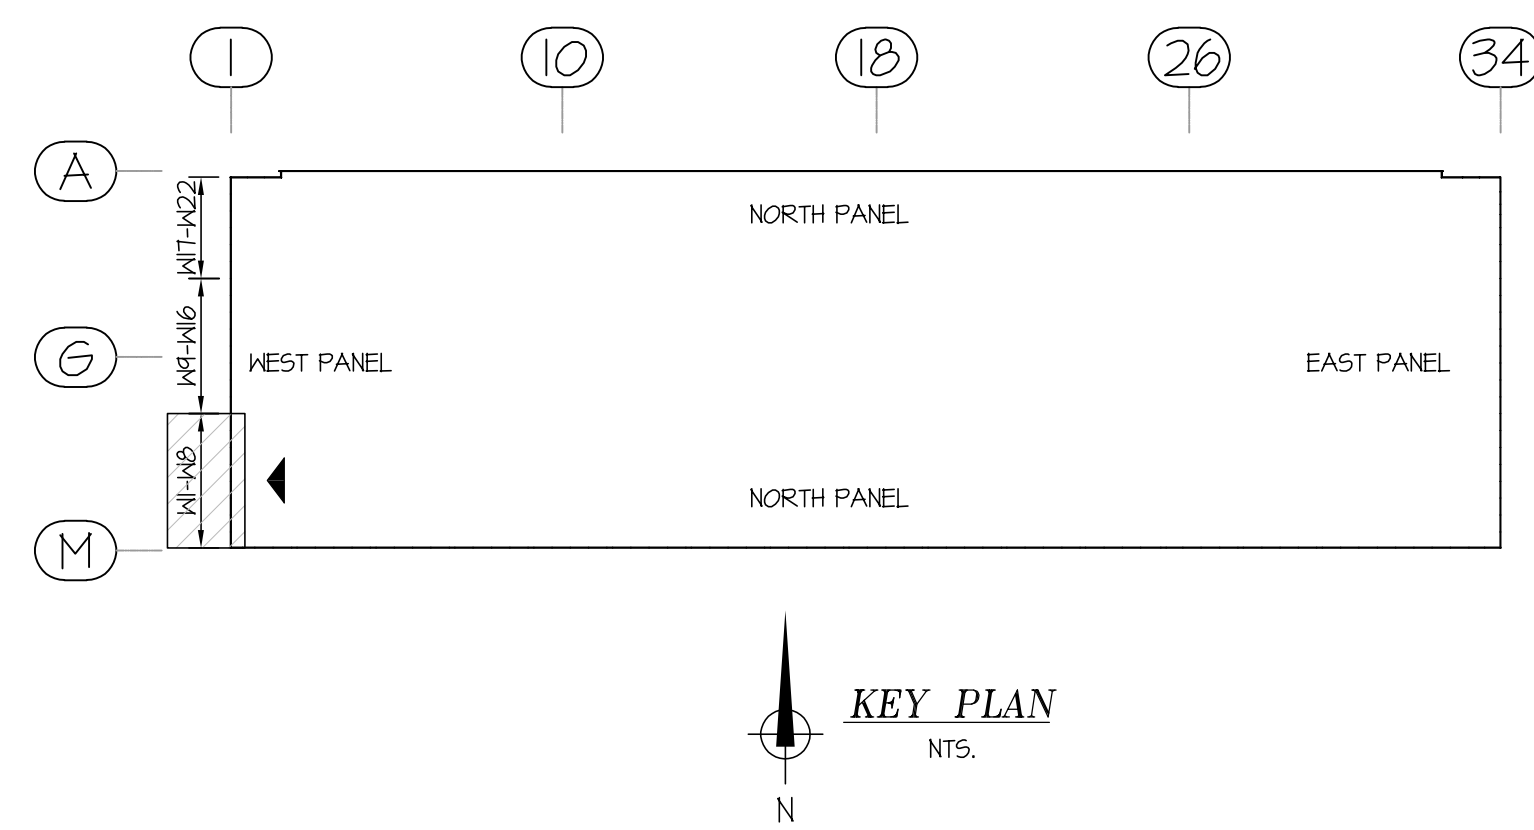 1
10
18
26
34
A
W17-W22
NORTH PANEL
W9-W16
G
WEST PANEL
EAST PANEL
W1-W8
NORTH PANEL
M
KEY PLAN
NTS.
N